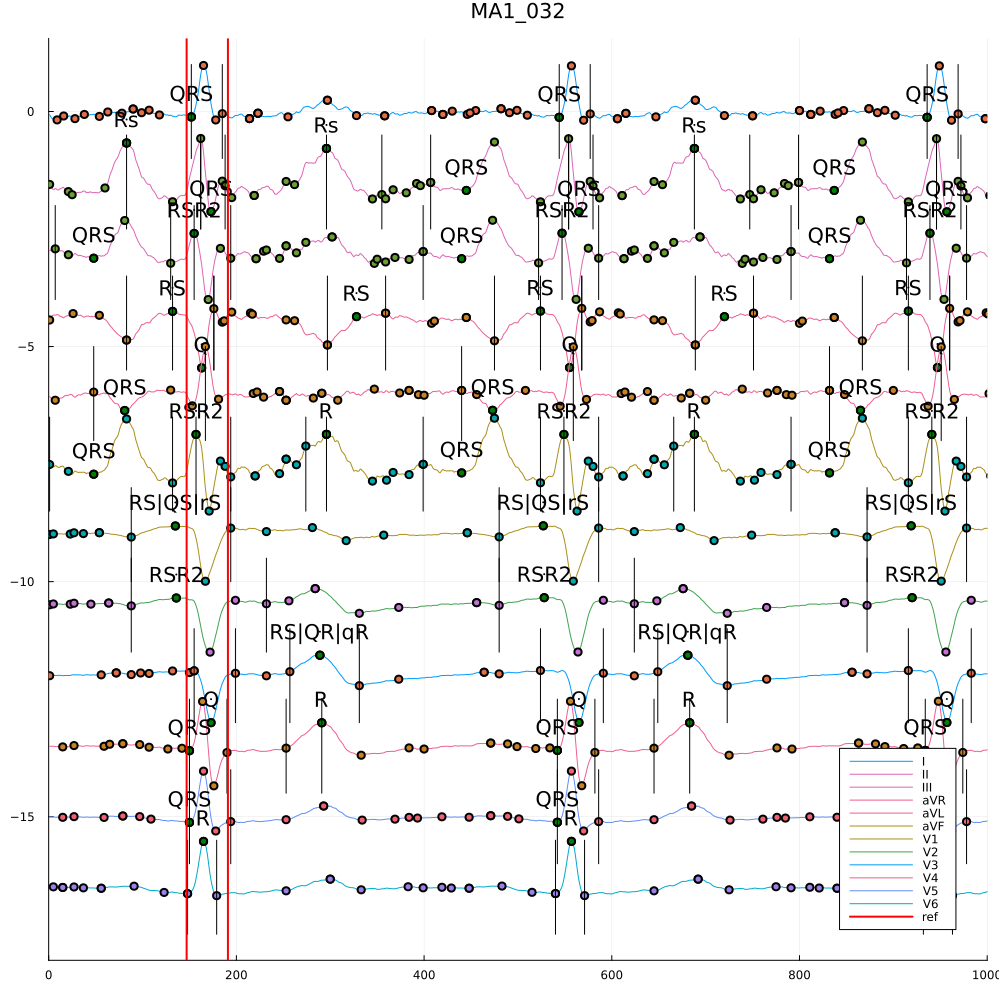 MA1_032
0
QRS QRS QRS
Rs Rs Rs
QRS QRS
QRS QRS QRS
RSR2 RSR2 RSR2
QRS QRS QRS
RS RS RS RS RS
-5
Q Q Q
QRS QRS QRS
RSR2 R RSR2 R RSR2
QRS QRS QRS
RS|QS|rS RS|QS|rS RS|QS|rS
-10
RSR2 RSR2 RSR2
RS|QR|qR RS|QR|qR
Q R Q R Q
QRS QRS QRS
QRS QRS
-15
R R
I
II
III
aVR
aVL
aVF
V1
V2
V3
V4
V5
V6
ref
0 200 400 600 800 1000